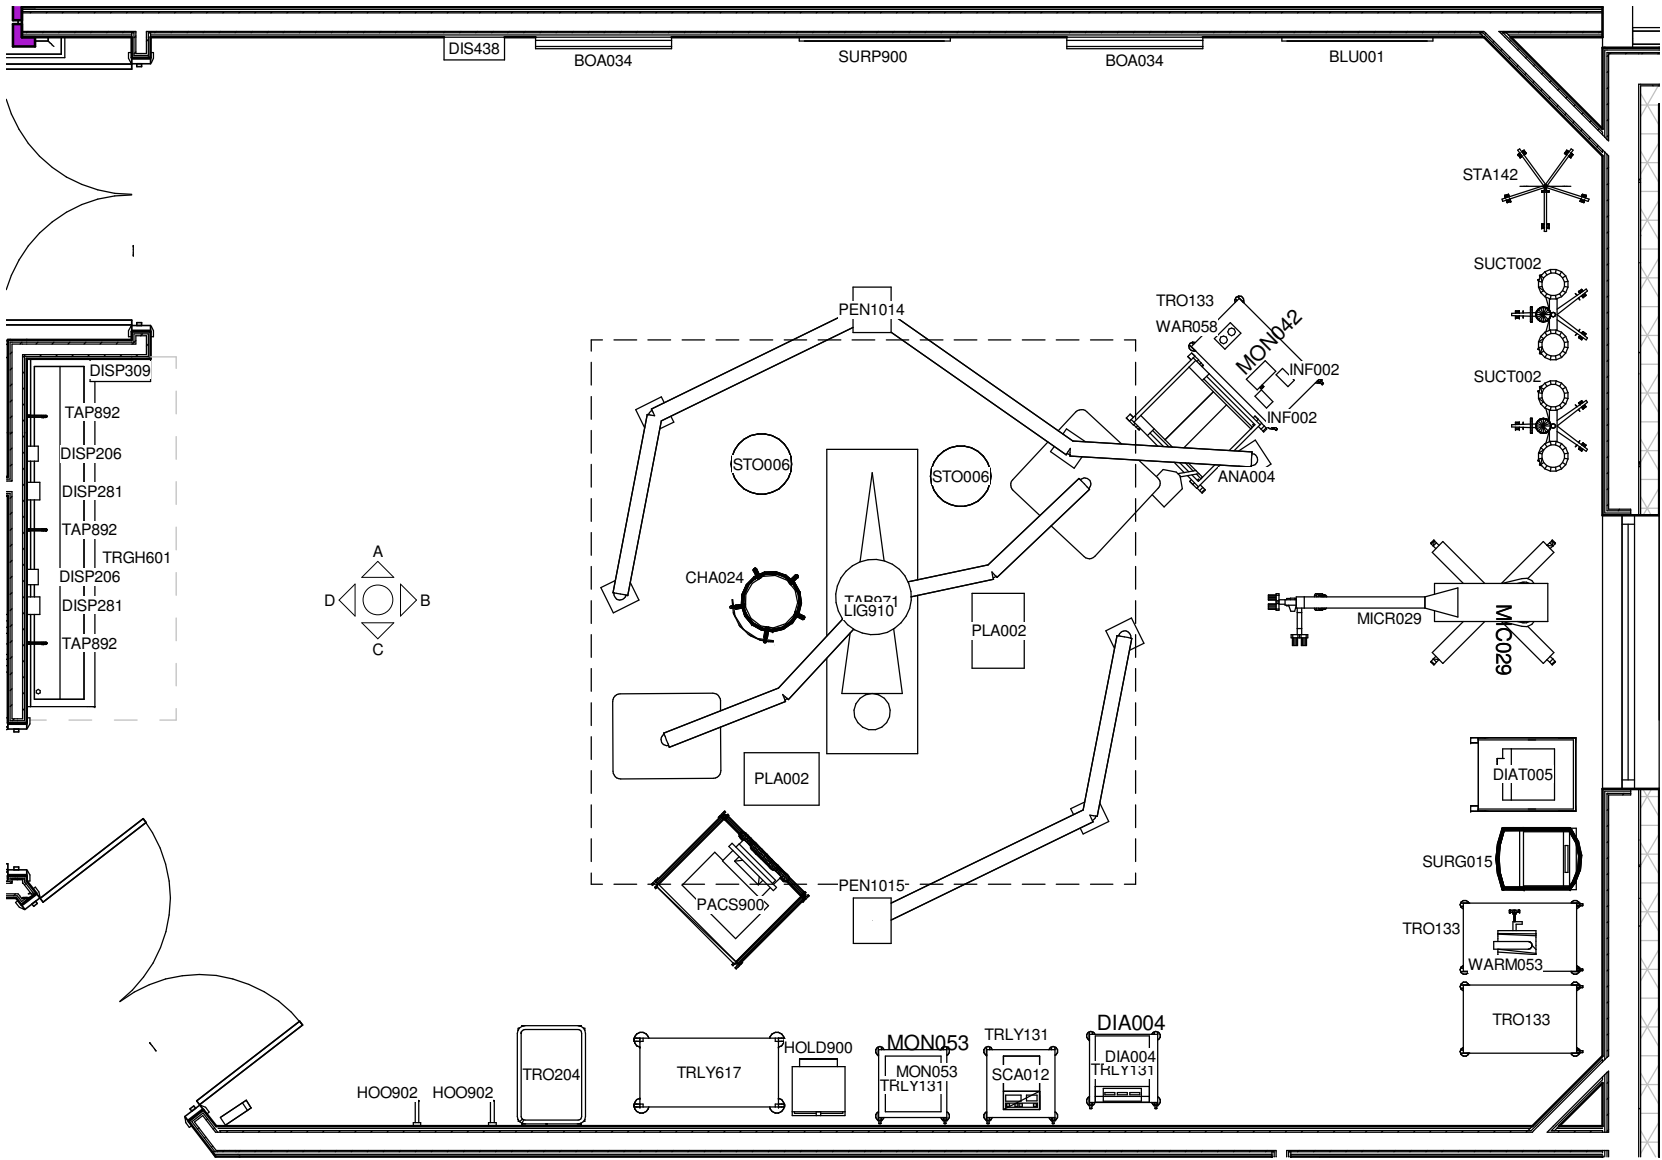 DIS438
BOA034
SURP900
BOA034
BLU001
STA142
SUCT002
PEN1014
TRO133
WAR058
MON042
INF002
INF002
DISP309
TAP892
DISP206
DISP281
TAP892
TRGH601
DISP206
DISP281
TAP892
SUCT002
STO006
STO006
ANA004
A
D
B
C
CHA024
TAB971
LIG910
PLA002
MICR029
MIC029
PLA002
DIAT005
SURG015
PEN1015
PACS900
TRO133
WARM053
TRO133
HOO902
HOO902
TRO204
TRLY617
HOLD900
MON053
MON053
TRLY131
TRLY131
SCA012
DIA004
DIA004
TRLY131